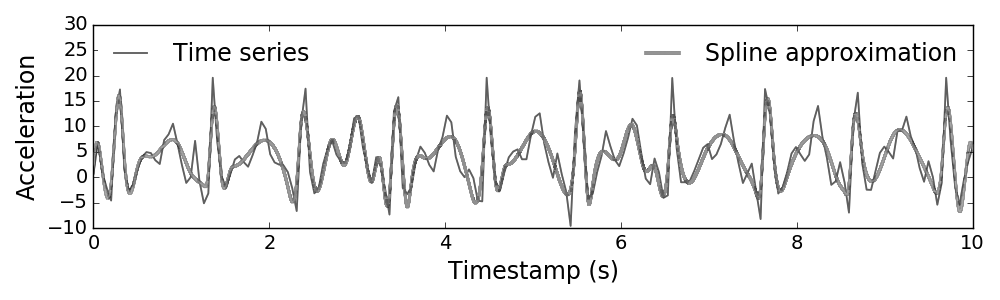 30
25
20
15
10
5
0
−5
−10
Acceleration
Time series
Spline approximation
0 2 4 6 8 10
Timestamp (s)